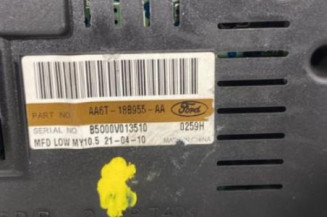 PART NO. AA6T-18B955-AA Ford
SERIAL NO B5000V013510 0259H
MFD LOW MY10.5 21-04-10